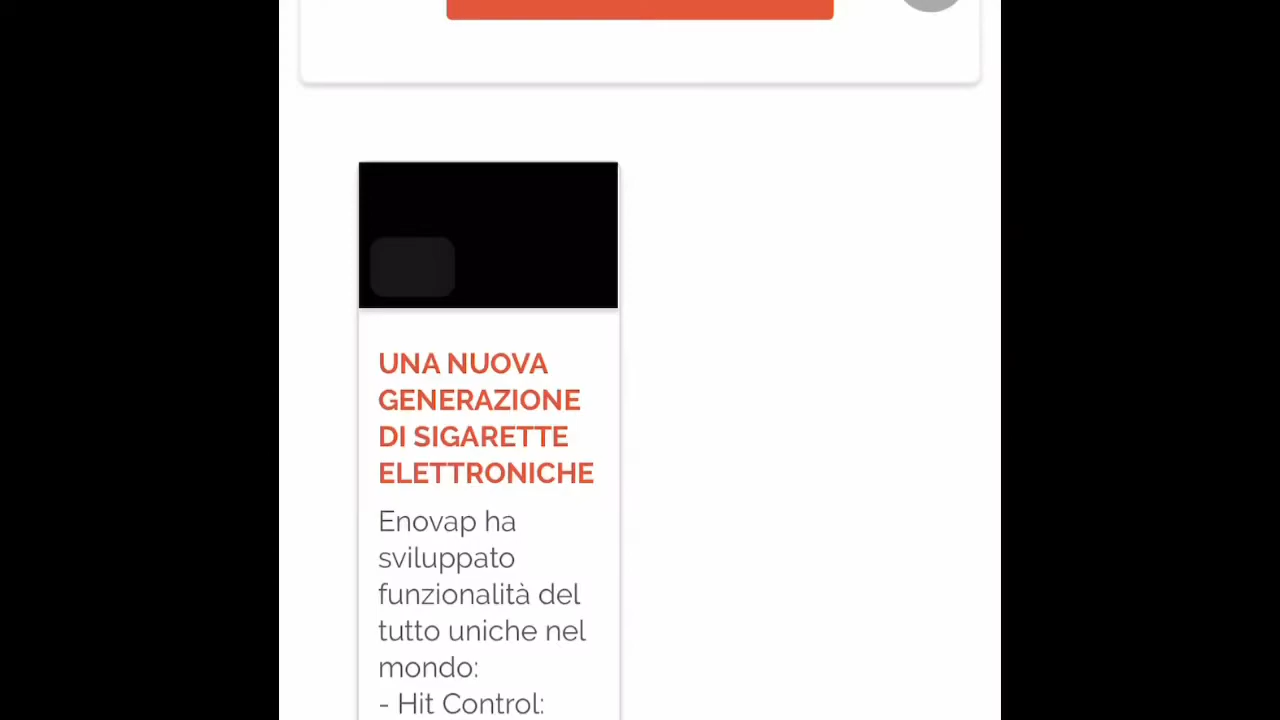 UNA NUOVA
GENERAZIONE
DI SIGARETTE
ELETTRONICHE
Enovap ha
sviluppato
funzionalità del
tutto uniche nel
mondo:
- Hit Control: